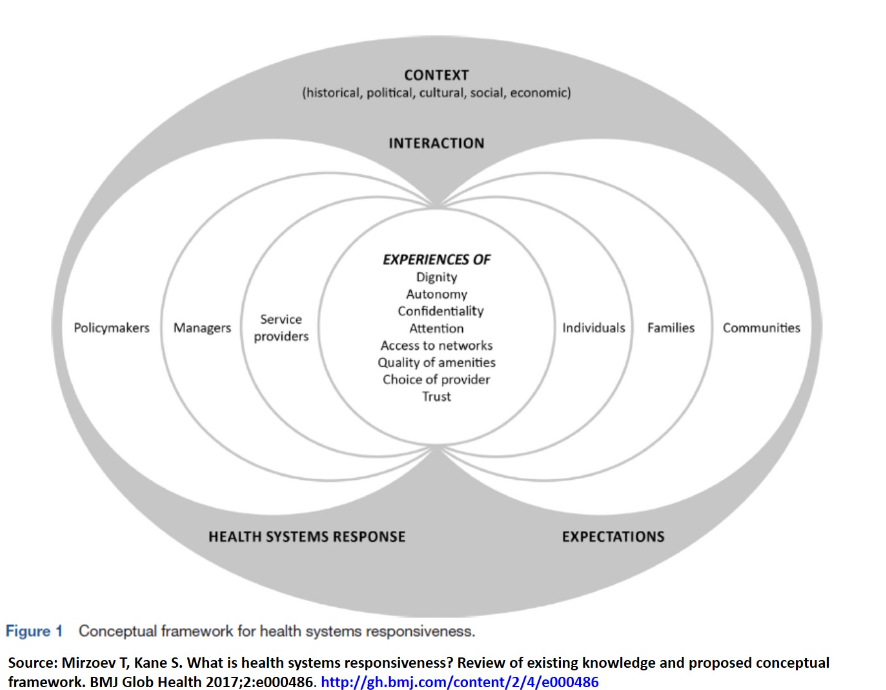 CONTEXT
(historical, political, cultural, social, economic)
INTERACTION
EXPERIENCES OF
Dignity
Autonomy
Confidentiality
Attention
Access to networks
Quality of amenities
Choice of provider
Trust
Policymakers
Managers
Service
providers
Individuals
Families
Communities
HEALTH SYSTEMS RESPONSE
EXPECTATIONS
Figure 1 Conceptual framework for health systems responsiveness.
Source: Mirzoev T, Kane S. What is health systems responsiveness? Review of existing knowledge and proposed conceptual
framework. BMJ Glob Health 2017;2:e000486. http://gh.bmj.com/content/2/4/e000486